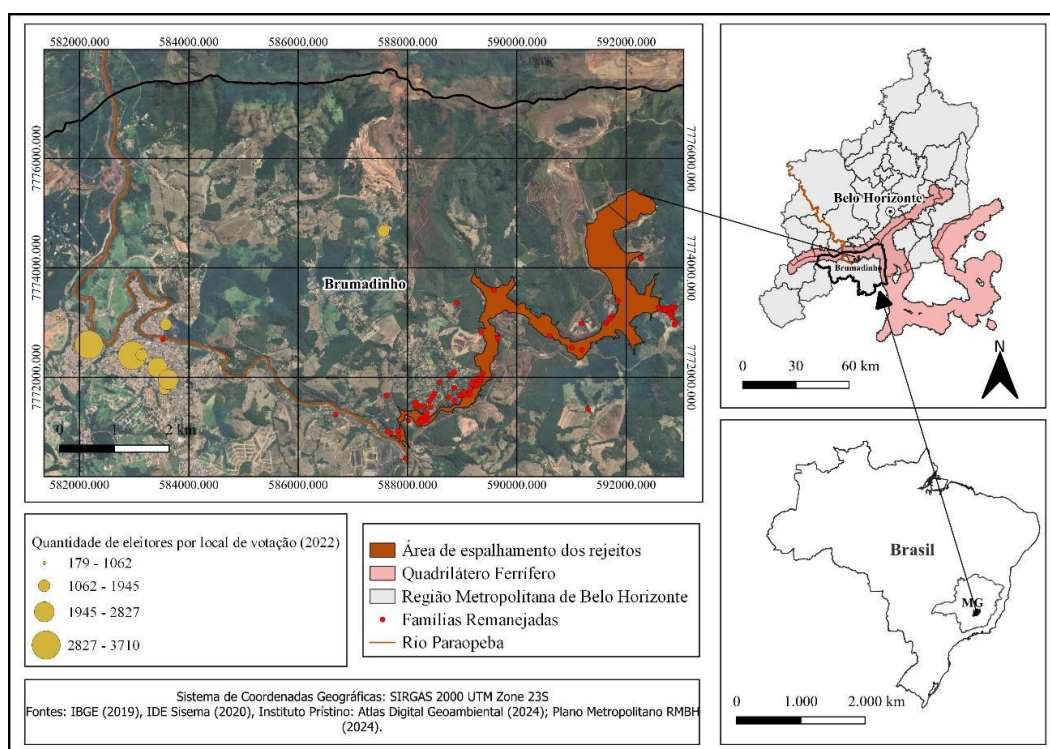 582000.000 584000.000 586000.000 588000.000 590000.000 592000.000
7776000.000
7774000.000
7772000.000
7776000.000
7774000.000
7772000.000
Brumadinho
0 1 2 km
582000.000 584000.000 586000.000 588000.000 590000.000 592000.000
Belo Horizonte
Brumadinho
0 30 60 km
N
Quantidade de eleitores por local de votação (2022)
179 - 1062
1062 - 1945
1945 - 2827
2827 - 3710
Área de espalhamento dos rejeitos
Quadrilátero Ferrífero
Região Metropolitana de Belo Horizonte
Famílias Remanejadas
Rio Paraopeba
Brasil
MG
0 1.000 2.000 km
Sistema de Coordenadas Geográficas: SIRGAS 2000 UTM Zone 23S
Fontes: IBGE (2019), IDE Sisema (2020), Instituto Prístino: Atlas Digital Geoambiental (2024); Plano Metropolitano RMBH
(2024).